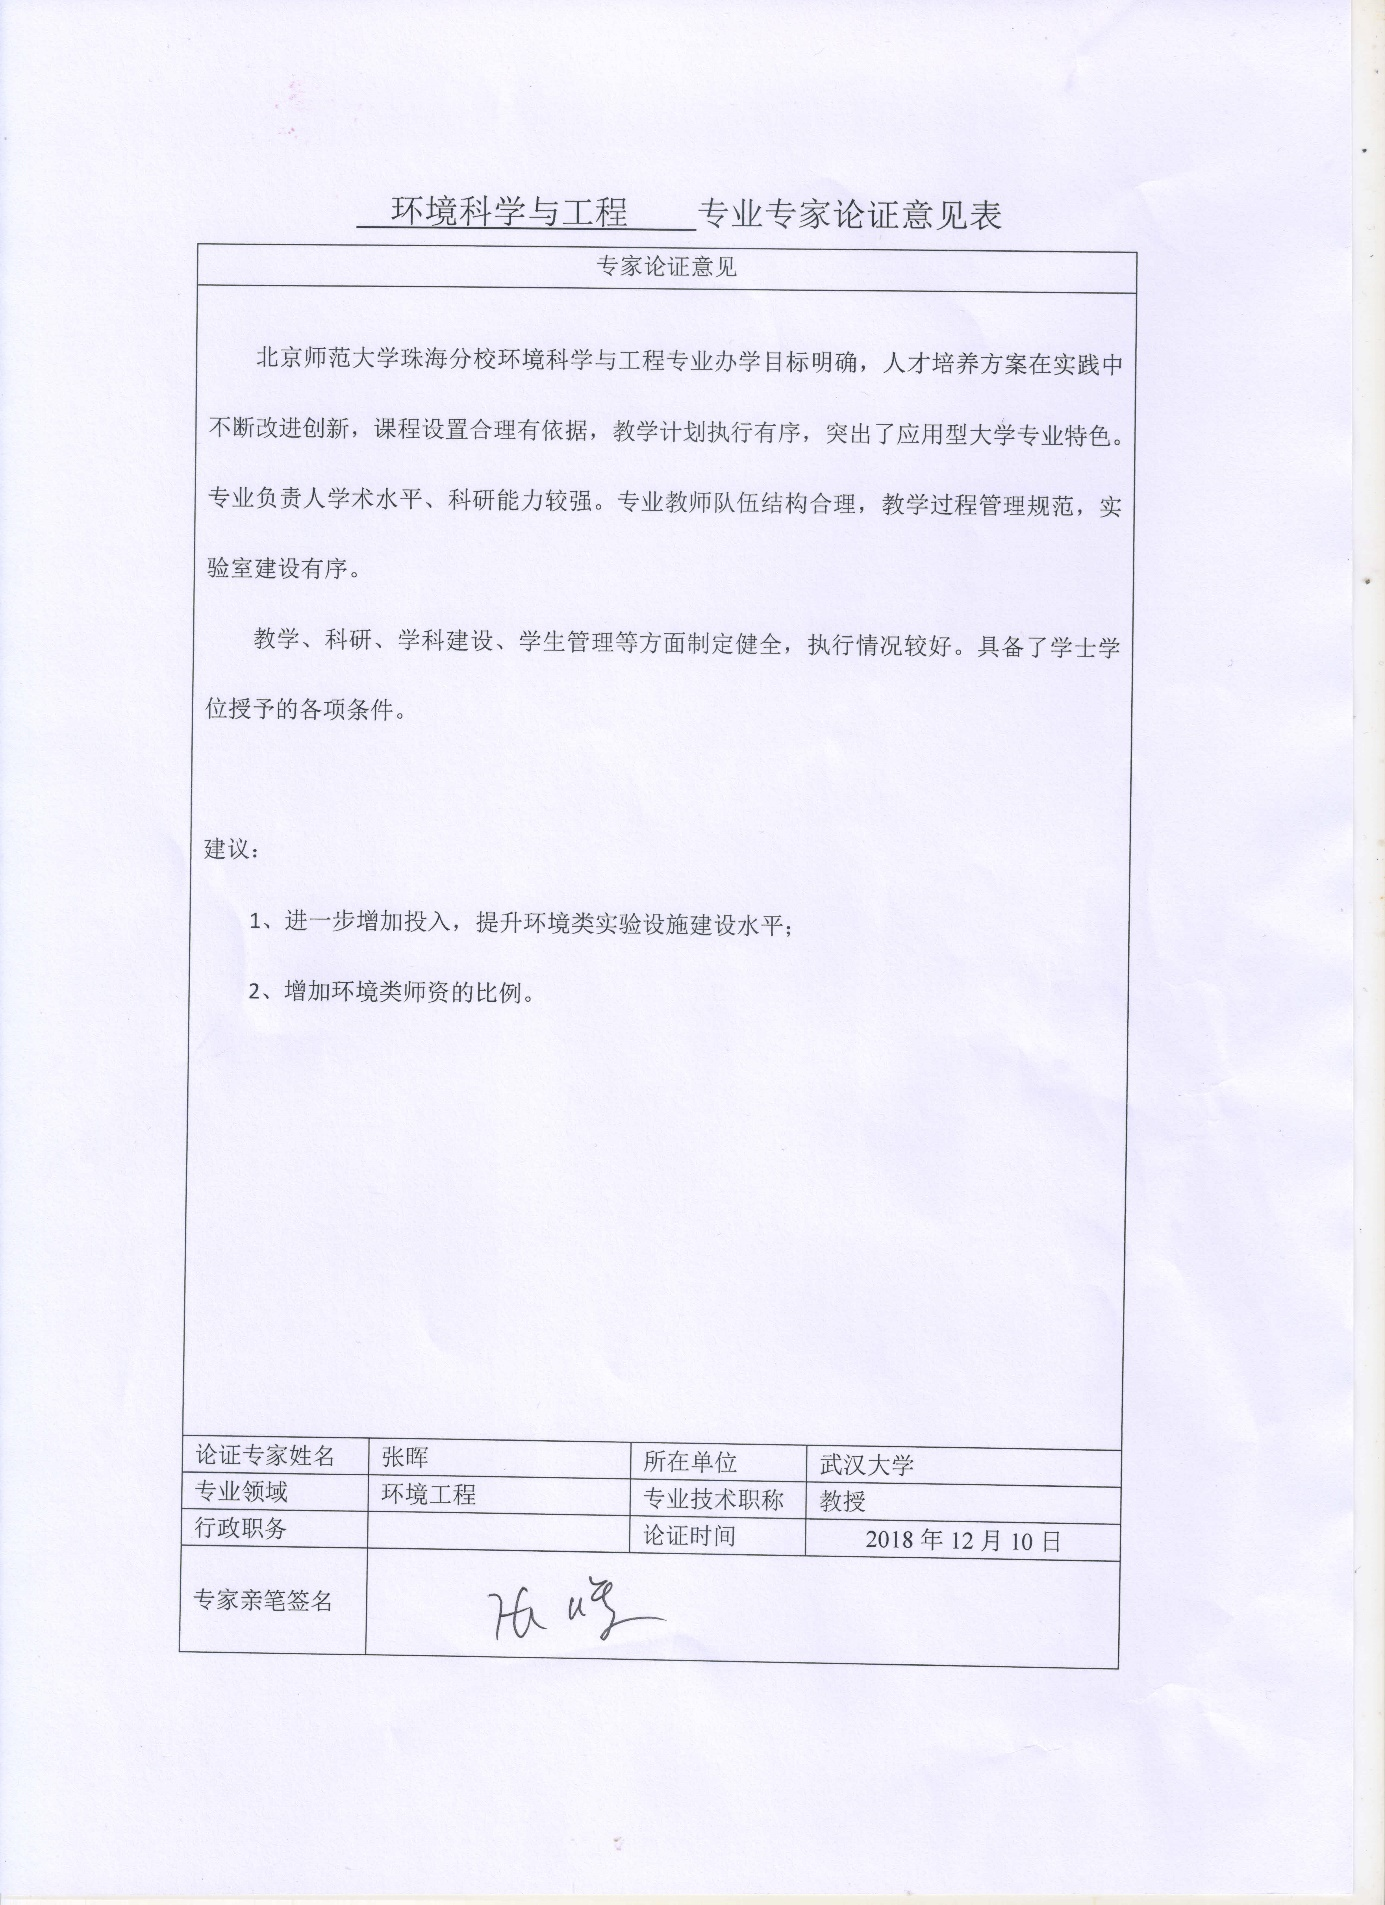 环境科学与工程 专业专家论证意见表
专家论证意见
北京师范大学珠海分校环境科学与工程专业办学目标明确，人才培养方案在实践中
不断改进创新，课程设置合理有依据，教学计划执行有序，突出了应用型大学专业特色。
专业负责人学术水平、科研能力较强。专业教师队伍结构合理，教学过程管理规范，实
验室建设有序。
教学、科研、学科建设、学生管理等方面制定健全，执行情况较好。具备了学士学
位授予的各项条件。
建议：
1、进一步增加投入，提升环境类实验设施建设水平；
2、增加环境类师资的比例。
论证专家姓名 张晖 所在单位 武汉大学
专业领域 环境工程 专业技术职称 教授
行政职务 论证时间 2018 年 12 月 10 日
专家亲笔签名 张晖